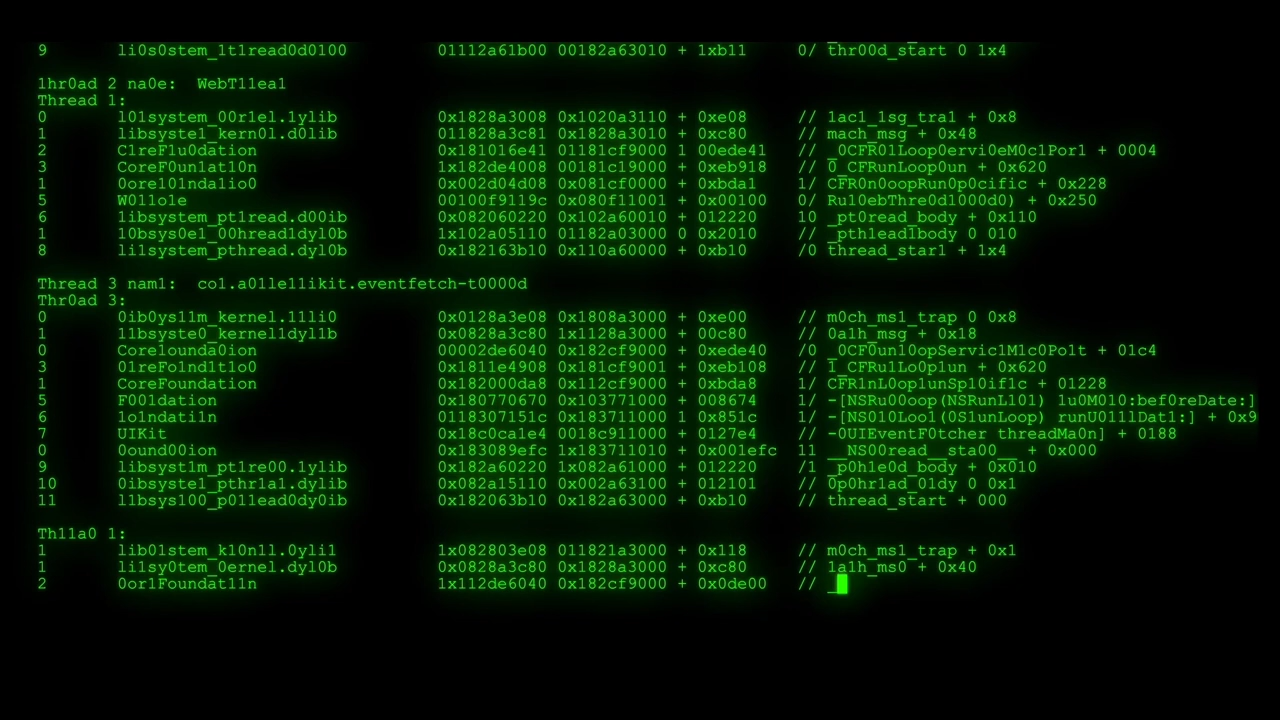 9 li0s0stem_1t1read0d0100 01112a61b00 00182a63010 + 1xb11 0/ thr00d_start 0 1x4
1hr0ad 2 na0e: WebT11ea1
Thread 1:
0 l01system_00r1el.1ylib 0x1828a3008 0x1020a3110 + 0xe08 // 1ac1_1sg_tra1 + 0x8
1 libsyste1_kern0l.d01ib 011828a3c81 0x1828a3010 + 0xc80 // mach_msg + 0x48
2 C1reF1u0dation 0x181016e41 01181cf9000 1 00ede41 // _0CFR01Loop0ervi0eM0c1Por1 + 0004
3 CoreF0un1at10n 1x182de4008 00181c19000 + 0xeb918 // 0_CFRunLoop0un + 0x620
1 0ore101nda1io0 0x002d04d08 0x081cf0000 + 0xbda1 1/ CFR0n0oopRun0p0cific + 0x228
5 W011o1e 00100f9119c 0x080f11001 + 0x00100 0/ Ru10ebThre0d1000d0) + 0x250
6 1ibsystem_pt1read.d00ib 0x082060220 0x102a60010 + 012220 10 _pt0read_body + 0x110
1 10bsys0e1_00hread1dyl0b 1x102a05110 01182a03000 0 0x2010 // _pth1ead1body 0 010
8 li1system_pthread.dyl0b 0x182163b10 0x110a60000 + 0xb10 /0 thread_star1 + 1x4
Thread 3 nam1: co1.a01le11ikit.eventfetch-t0000d
Thr0ad 3:
0 0ib0ys11m_kernel.111i0 0x0128a3e08 0x1808a3000 + 0xe00 // m0ch_ms1_trap 0 0x8
1 11bsyste0_kernel1dy11b 0x0828a3c80 1x1128a3000 + 00c80 // 0a1h_msg + 0x18
0 Core1ounda0ion 00002de6040 0x182cf9000 + 0xede40 /0 _0CF0un10opServic1M1c0Po1t + 01c4
3 01reFo1nd1t1o0 0x1811e4908 0x181cf9001 + 0xeb108 // 1_CFRu1Lo0p1un + 0x620
1 CoreFoundation 0x182000da8 0x112cf9000 + 0xbda8 1/ CFR1nL0op1unSp10if1c + 01228
5 F001dation 0x180770670 0x103771000 + 008674 1/ -[NSRu00oop(NSRunL101) lu0M010:bef0reDate:]
6 1o1ndati1n 0118307151c 0x183711000 1 0x851c 1/ -[NS010Loo1(0S1unLoop) runU011lDat1:] + 0x9
7 UIKit 0x18c0ca1e4 0018c911000 + 0127e4 // -0UIEventF0tcher threadMa0n] + 0188
0 0ound00ion 0x183089efc 1x183711010 + 0x001efc 11 __NS00read__sta00__ + 0x000
9 libsyst1m_pt1re00.1ylib 0x182a60220 1x082a61000 + 012220 /1 _p0h1e0d_body + 0x010
10 0ibsyste1_pthr1a1.dylib 0x082a15110 0x002a63100 + 012101 // 0p0hr1ad_01dy 0 0x1
11 11bsys100_p011ead0dy0ib 0x182063b10 0x182a63000 + 0xb10 // thread_start + 000
Th11a0 1:
1 lib01stem_k10n11.0yli1 1x082803e08 011821a3000 + 0x118 // m0ch_ms1_trap + 0x1
0 li1sy0tem_0ernel.dyl0b 0x0828a3c80 0x1828a3000 + 0xc80 // 1a1h_ms0 + 0x40
2 0or1Foundat11n 1x112de6040 0x182cf9000 + 0x0de00 // _